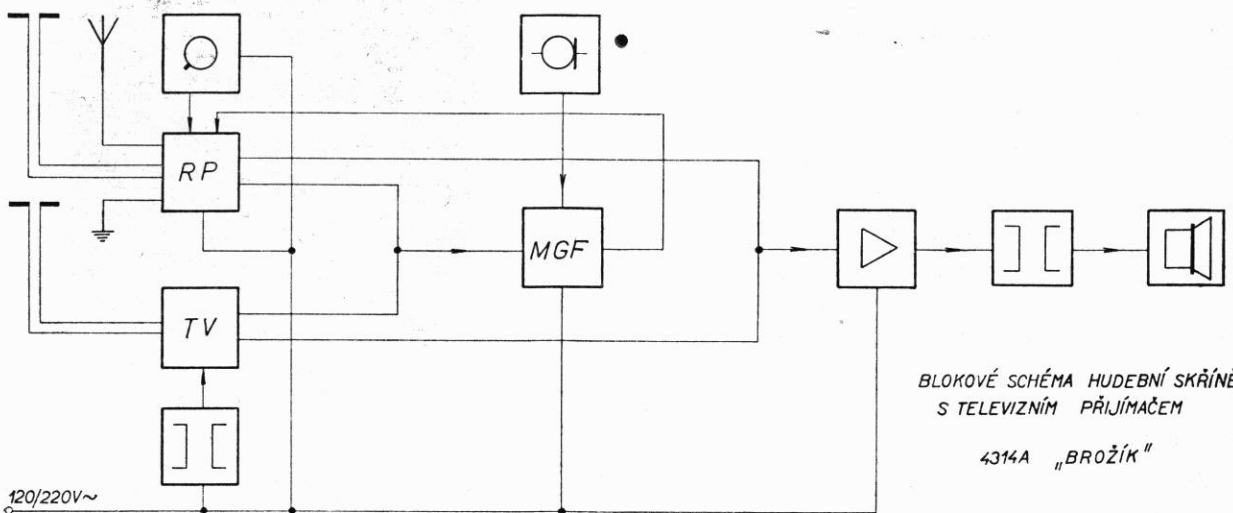 RP
MGF
TV
BLOKOVÉ SCHÉMA HUDEBNÍ SKŘÍNĚ
S TELEVIZNÍM PŘIJÍMAČEM
4314A „BROŽÍK"
120/220V~